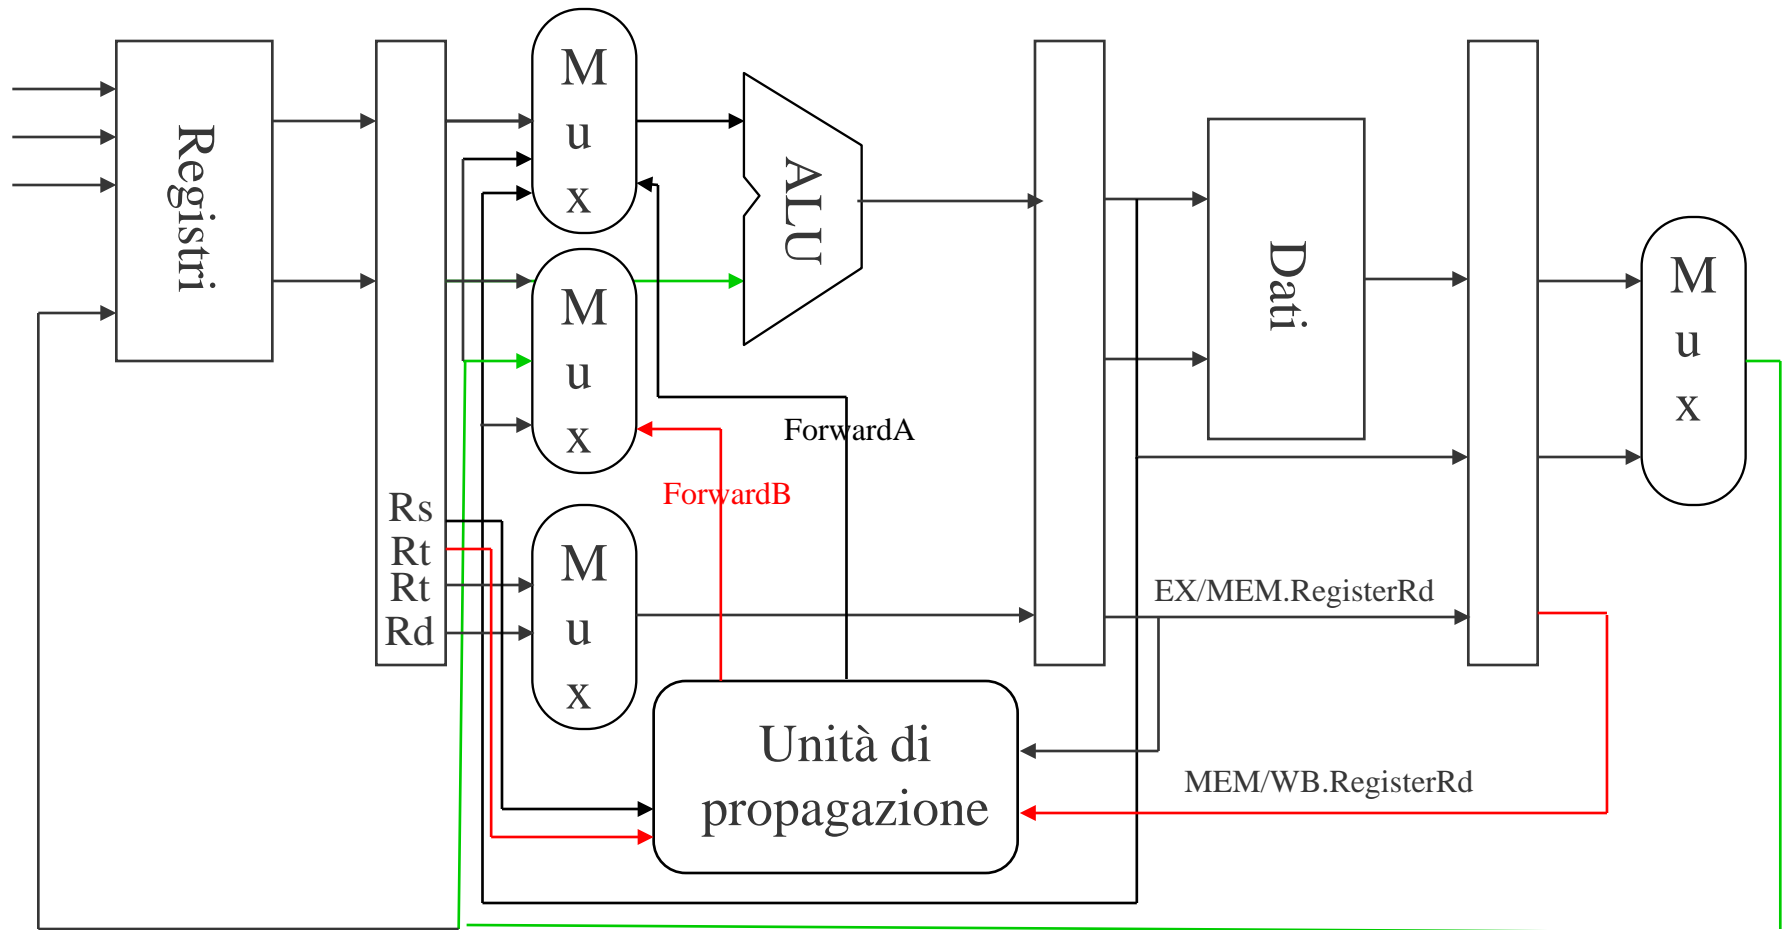 Registri
M
u
x
ALU
M
u
x
Dati
M
u
x
ForwardA
ForwardB
Rs
Rt
Rt
Rd
M
u
x
EX/MEM.RegisterRd
Unità di
propagazione
MEM/WB.RegisterRd